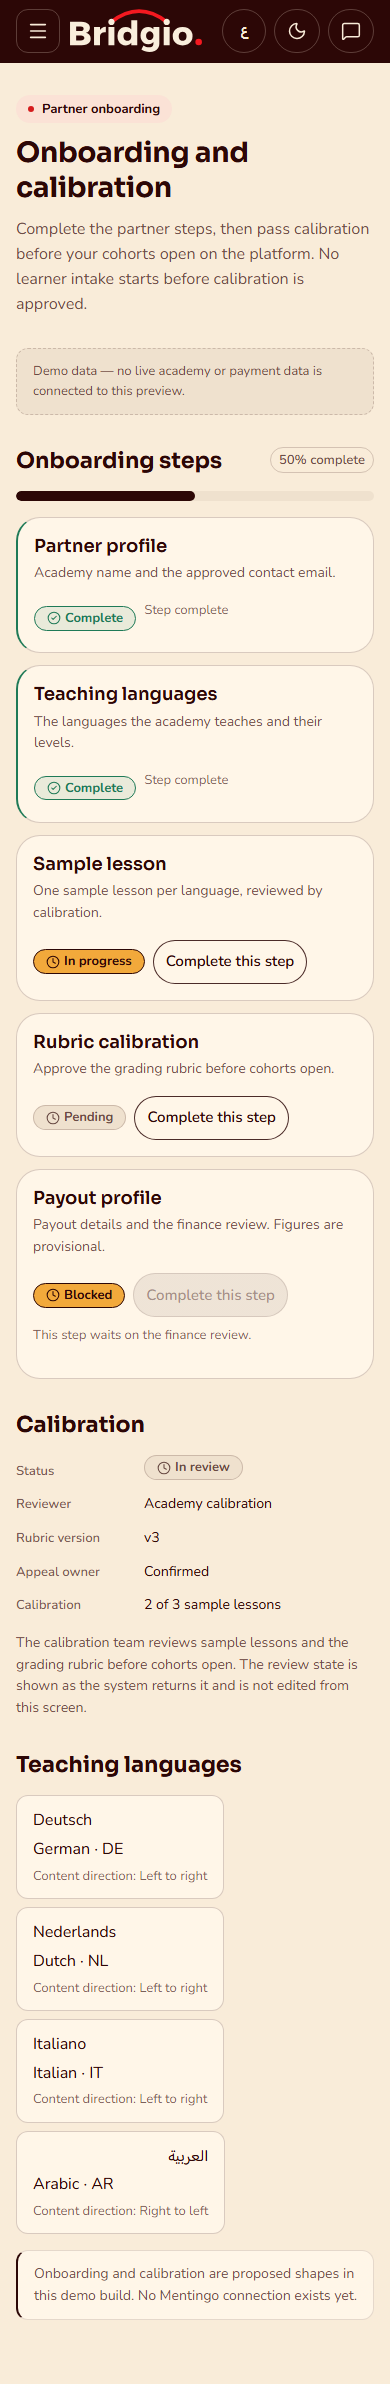 Bridgio.
ع
Partner onboarding
Onboarding and
calibration
Complete the partner steps, then pass calibration
before your cohorts open on the platform. No
learner intake starts before calibration is
approved.
Demo data — no live academy or payment data is
connected to this preview.
Onboarding steps
50% complete
Partner profile
Academy name and the approved contact email.
Complete
Step complete
Teaching languages
The languages the academy teaches and their
levels.
Complete
Step complete
Sample lesson
One sample lesson per language, reviewed by
calibration.
In progress
Complete this step
Rubric calibration
Approve the grading rubric before cohorts open.
Pending
Complete this step
Payout profile
Payout details and the finance review. Figures are
provisional.
Blocked
Complete this step
This step waits on the finance review.
Calibration
Status
In review
Reviewer
Academy calibration
Rubric version
v3
Appeal owner
Confirmed
Calibration
2 of 3 sample lessons
The calibration team reviews sample lessons and the
grading rubric before cohorts open. The review state is
shown as the system returns it and is not edited from
this screen.
Teaching languages
Deutsch
German · DE
Content direction: Left to right
Nederlands
Dutch · NL
Content direction: Left to right
Italiano
Italian · IT
Content direction: Left to right
العربية
Arabic · AR
Content direction: Right to left
Onboarding and calibration are proposed shapes in
this demo build. No Mentingo connection exists yet.